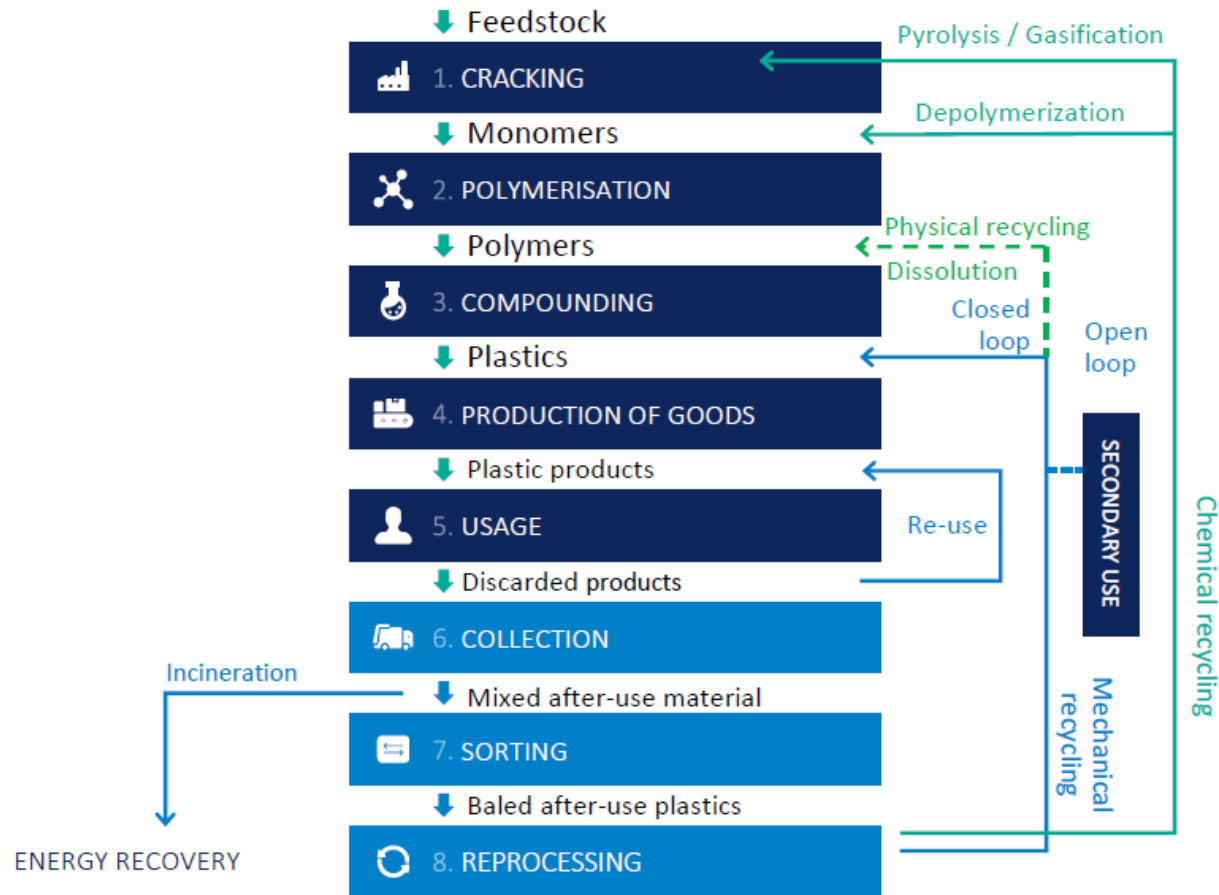 Feedstock
Pyrolysis / Gasification
1. CRACKING
Depolymerization
Monomers
2. POLYMERISATION
Physical recycling
Polymers
Dissolution
3. COMPOUNDING
Closed
loop
Open
loop
Plastics
4. PRODUCTION OF GOODS
SECONDARY USE
Plastic products
5. USAGE
Re-use
Chemical recycling
Discarded products
6. COLLECTION
Incineration
Mixed after-use material
Mechanical
recycling
7. SORTING
Baled after-use plastics
8. REPROCESSING
ENERGY RECOVERY